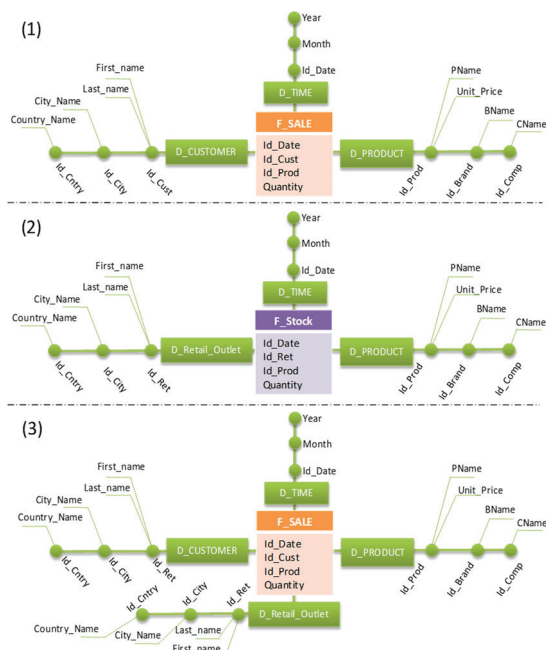 (1)
Year
Month
Id_Date
D_TIME
First_name
Last_name
City_Name
Country_Name
Id_Cntry
Id_City
Id_Cust
D_CUSTOMER
F_SALE
Id_Date
Id_Cust
Id_Prod
Quantity
D_PRODUCT
PName
Unit_Price
BName
CName
Id_Prod
Id_Brand
Id_Comp
(2)
Year
Month
Id_Date
D_TIME
First_name
Last_name
City_Name
Country_Name
Id_Cntry
Id_City
Id_Ret
D_Retail_Outlet
F_Stock
Id_Date
Id_Ret
Id_Prod
Quantity
D_PRODUCT
PName
Unit_Price
BName
CName
Id_Prod
Id_Brand
Id_Comp
(3)
Year
Month
Id_Date
D_TIME
First_name
Last_name
City_Name
Country_Name
Id_Cntry
Id_City
Id_Ret
D_CUSTOMER
F_SALE
Id_Date
Id_Cust
Id_Prod
Quantity
D_PRODUCT
PName
Unit_Price
BName
CName
Id_Prod
Id_Brand
Id_Comp
Id_Cntry
Id_City
Id_Ret
D_Retail_Outlet
Country_Name
City_Name
Last_name
First_name